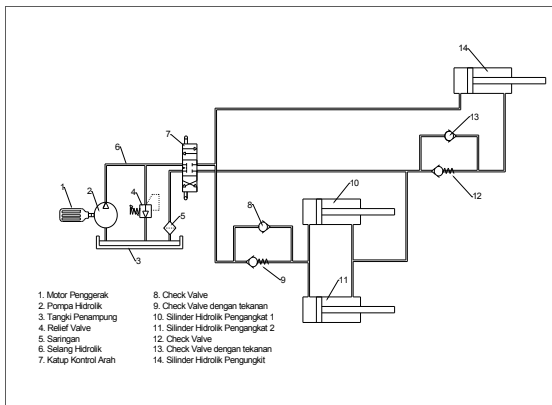 14
13
7
6
12
10
1
2
4
8
5
3
9
11
1. Motor Penggerak
2. Pompa Hidrolik
3. Tangki Penampung
4. Relief Valve
5. Saringan
6. Selang Hidrolik
7. Katup Kontrol Arah
8. Check Valve
9. Check Valve dengan tekanan
10. Silinder Hidrolik Pengangkat 1
11. Silinder Hidrolik Pengangkat 2
12. Check Valve
13. Check Valve dengan tekanan
14. Silinder Hidrolik Pengungkit